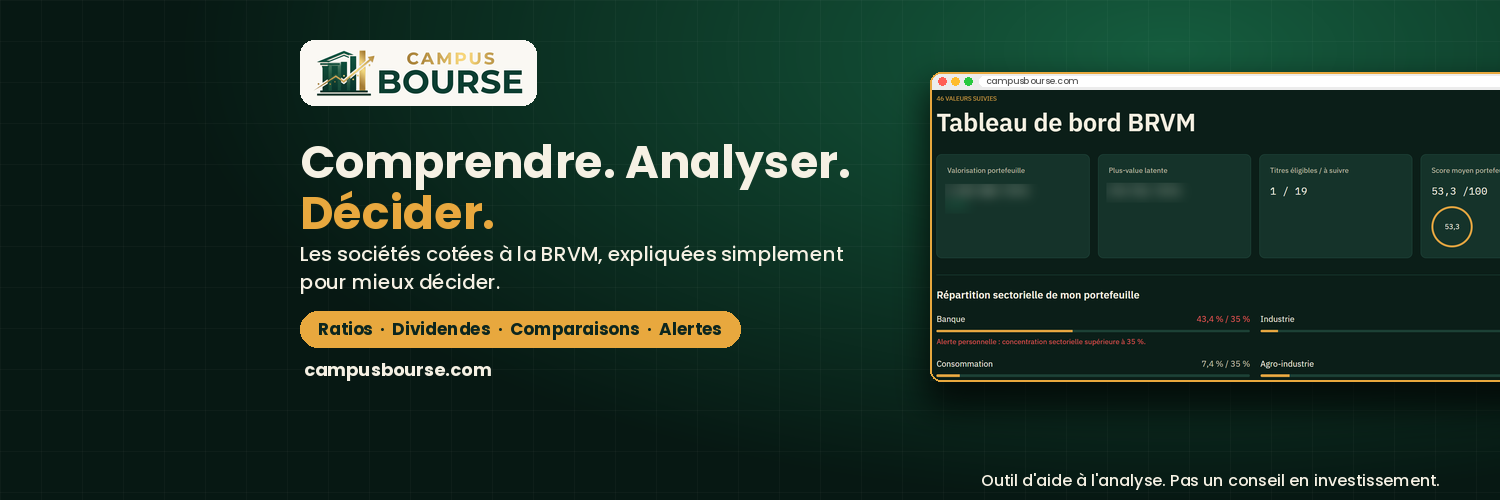 CAMPUS
BOURSE
Comprendre. Analyser.
Décider.
Les sociétés cotées à la BRVM, expliquées simplement
pour mieux décider.
Ratios · Dividendes · Comparaisons · Alertes
campusbourse.com
campusbourse.com
46 VALEURS SUIVIES
Tableau de bord BRVM
Valorisation portefeuille
Plus-value latente
Titres éligibles / à suivre
1 / 19
Score moyen portefe
53,3 /100
53,3
Répartition sectorielle de mon portefeuille
Banque 43,4 % / 35 % Industrie
Alerte personnelle : concentration sectorielle supérieure à 35 %.
Consommation 7,4 % / 35 % Agro-industrie
Outil d'aide à l'analyse. Pas un conseil en investissement.